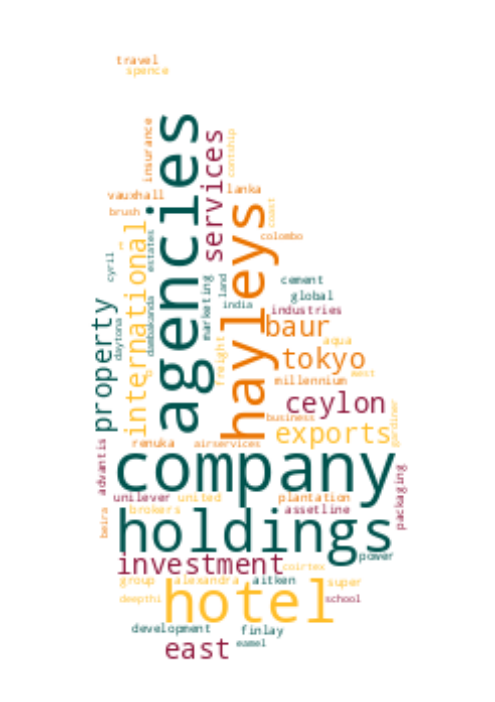 travel
spence
insurance
agencies
services
contship
vauxhall
lanka
brush
hayleys
coast
colombo
international
estates
cyril
marketing
land
india
cement
global
industries
property
daytona
dambakanda
baur
freight
aqua
tokyo
west
millennium
ceylon
business
gardiner
exports
renuka
airservices
company
advantis
packaging
unilever
united
plantation
beira
brokers
assetline
holdings
power
investment
coirtex
group
alexandra
aitken
super
hotel
deepthi
school
development
finlay
east
eamel